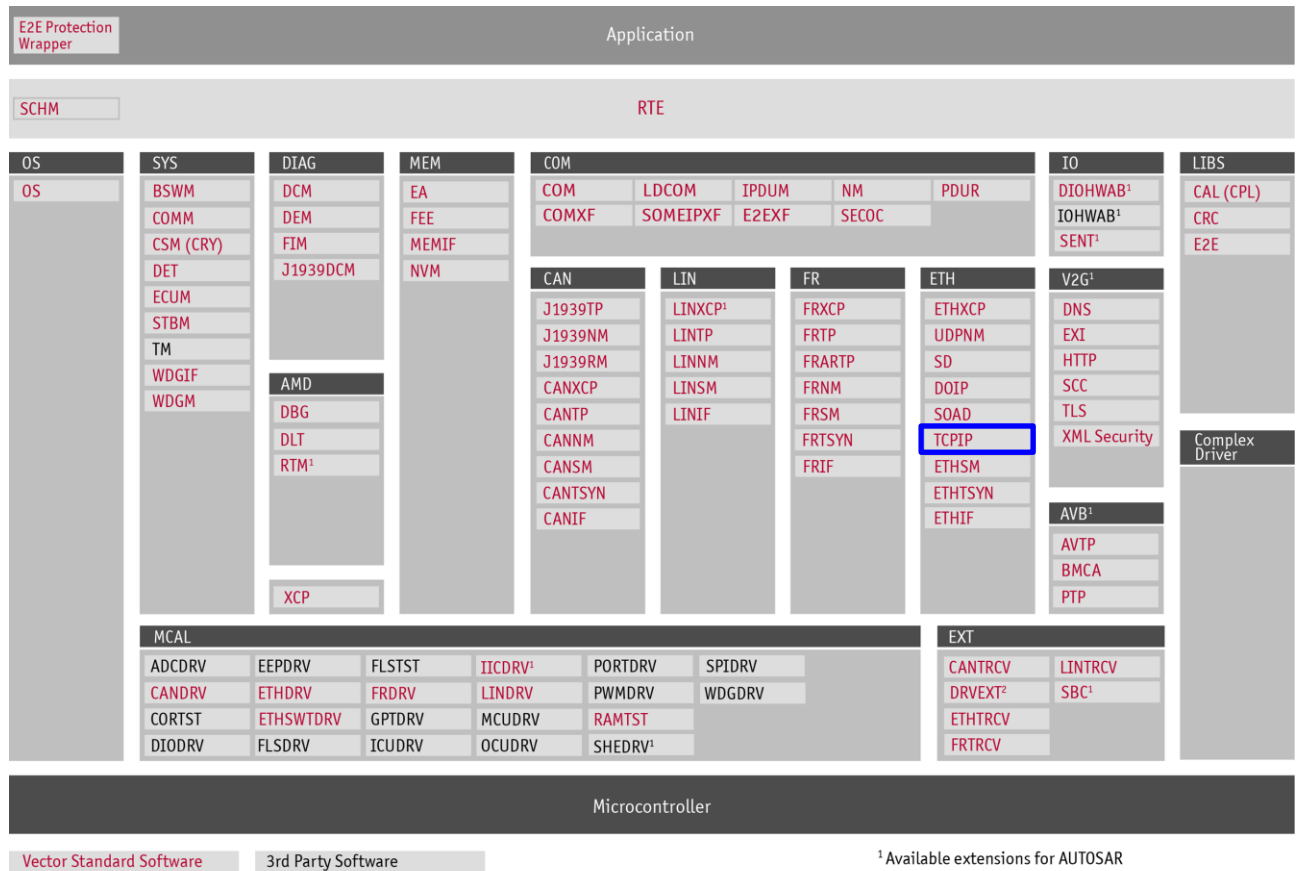 E2E Protection
Wrapper
Application
SCHM
RTE
OS
OS
SYS
BSWM
COMM
CSM (CRY)
DET
ECUM
STBM
TM
WDGIF
WDGM
DIAG
DCM
DEM
FIM
J1939DCM
AMD
DBG
DLT
RTM¹
XCP
MEM
EA
FEE
MEMIF
NVM
COM
COM LDCOM IPDUM NM PDUR
COMXF SOMEIPXF E2EXF SECOC
CAN
J1939TP
J1939NM
J1939RM
CANXCP
CANTP
CANNM
CANSM
CANTSYN
CANIF
LIN
LINXCP¹
LINTP
LINNM
LINSM
LINIF
FR
FRXCP
FRTP
FRARTP
FRNM
FRSM
FRTSYN
FRIF
ETH
ETHXCP
UDPNM
SD
DOIP
SOAD
TCPIP
ETHSM
ETHTSYN
ETHIF
IO
DIOHWAB¹
IOHWAB¹
SENT¹
V2G¹
DNS
EXI
HTTP
SCC
TLS
XML Security
AVB¹
AVTP
BMCA
PTP
LIBS
CAL (CPL)
CRC
E2E
Complex
Driver
MCAL
ADCDRV EEPDRV FLSTST IICDRV¹ PORTDRV SPIDRV
CANDRV ETHDRV FRDRV LINDRV PWMDRV WDGDRV
CORTST ETHSWTDRV GPTDRV MCUDRV RAMTST
DIODRV FLSDRV ICUDRV OCUDRV SHEDRV¹
EXT
CANTRCV LINTRCV
DRVEXT² SBC¹
ETHTRCV
FRTRCV
Microcontroller
Vector Standard Software 3rd Party Software ¹ Available extensions for AUTOSAR